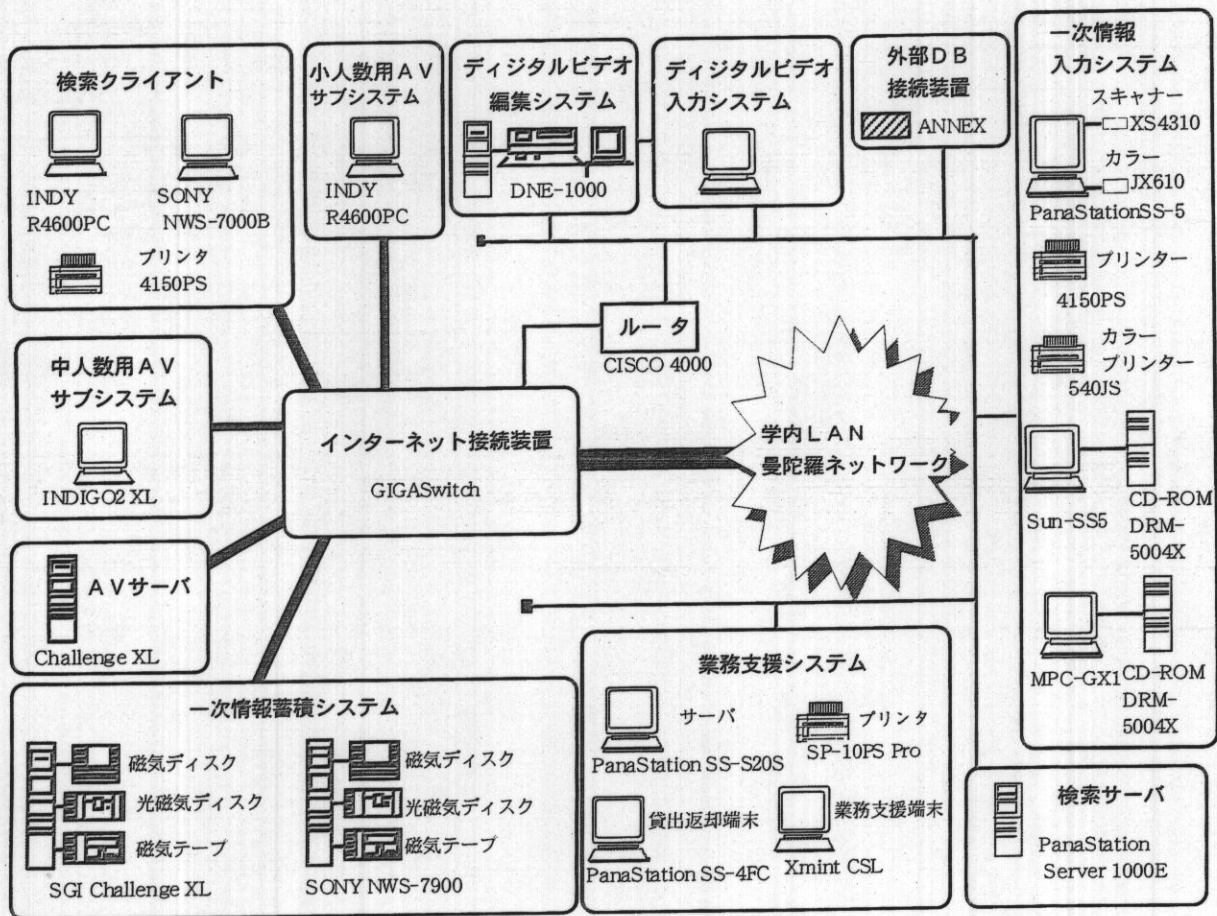 検索クライアント
INDY
R4600PC
SONY
NWS-7000B
プリンタ
4150PS
小人数用AV
サブシステム
INDY
R4600PC
ディジタルビデオ
編集システム
DNE-1000
ディジタルビデオ
入力システム
外部DB
接続装置
ANNEX
一次情報
入力システム
スキャナー
XS4310
カラー
JX610
PanaStationSS-5
プリンター
4150PS
カラー
プリンター
540JS
Sun-SS5
CD-ROM
DRM-
5004X
MPC-GX1
CD-ROM
DRM-
5004X
ルータ
CISCO 4000
中人数用AV
サブシステム
INDIGO2 XL
インターネット接続装置
GIGASwitch
学内LAN
曼陀羅ネットワーク
AVサーバ
Challenge XL
一次情報蓄積システム
磁気ディスク
光磁気ディスク
磁気テープ
SGI Challenge XL
磁気ディスク
光磁気ディスク
磁気テープ
SONY NWS-7900
業務支援システム
サーバ
PanaStation SS-S20S
プリンタ
SP-10PS Pro
貸出返却端末
PanaStation SS-4FC
業務支援端末
Xmint CSL
検索サーバ
PanaStation
Server 1000E